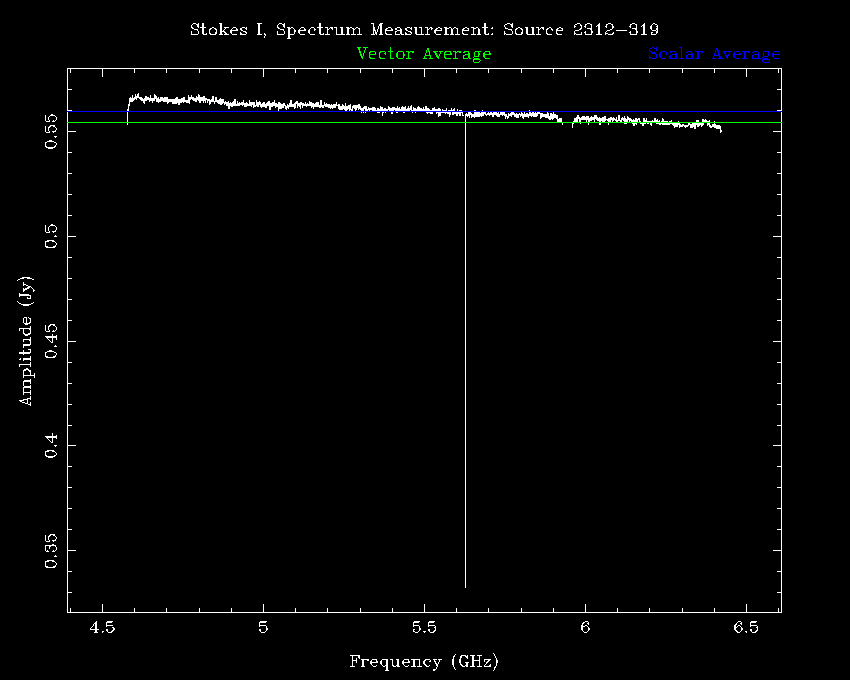 Stokes I, Spectrum Measurement: Source 2312−319
Vector Average
Scalar Average
0.55
0.5
0.45
0.4
0.35
Amplitude (Jy)
4.5 5 5.5 6 6.5
Frequency (GHz)